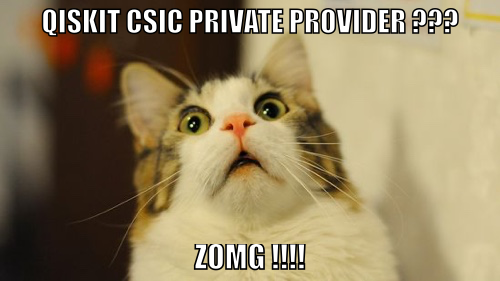 QISKIT CSIC PRIVATE PROVIDER ???
ZOMG !!!!